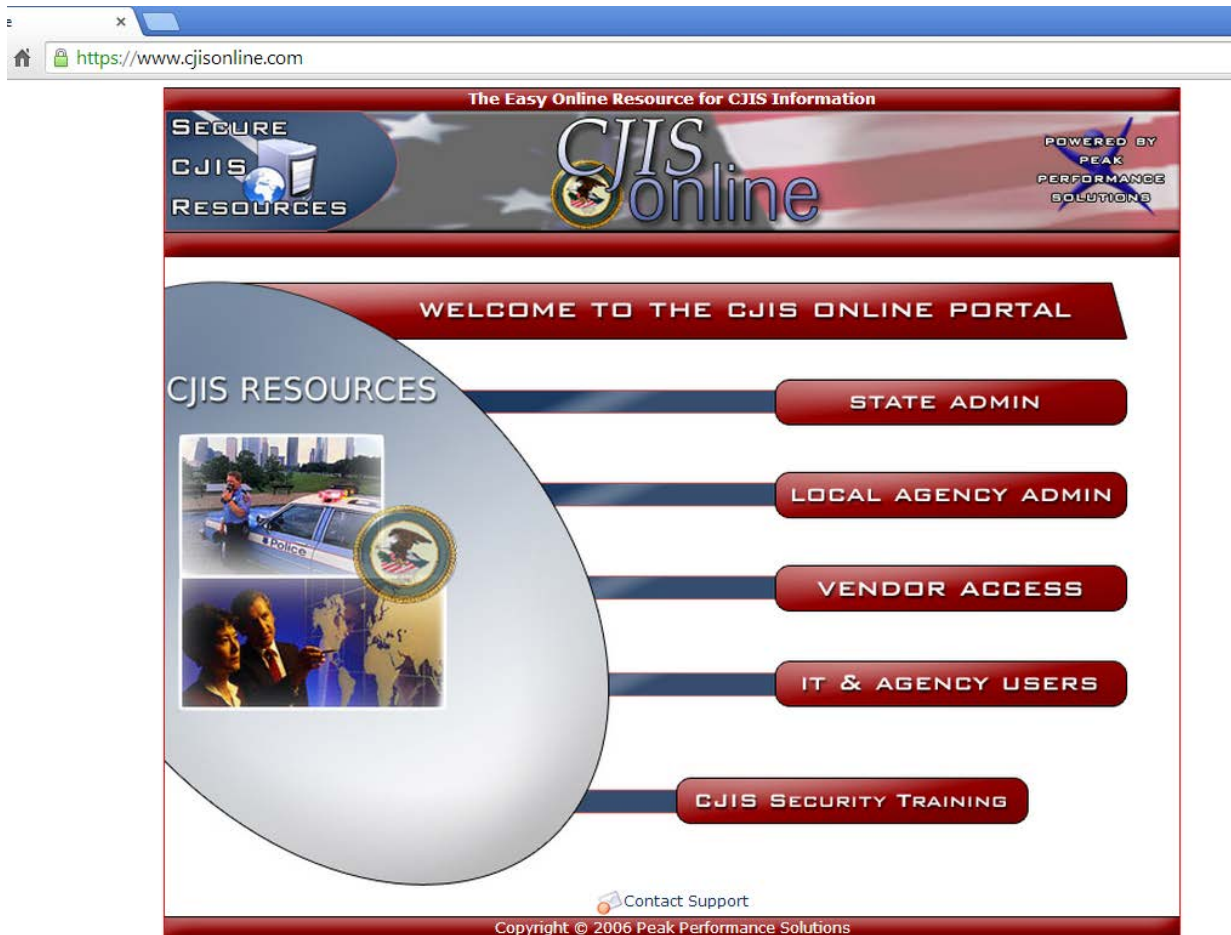 https://www.cjisonline.com
The Easy Online Resource for CJIS Information
SECURE
CJIS
RESOURCES
CJIS
online
POWERED BY
PEAK
PERFORMANCE
SOLUTIONS
WELCOME TO THE CJIS ONLINE PORTAL
CJIS RESOURCES
STATE ADMIN
LOCAL AGENCY ADMIN
Police
VENDOR ACCESS
IT & AGENCY USERS
CJIS SECURITY TRAINING
Contact Support
Copyright © 2006 Peak Performance Solutions